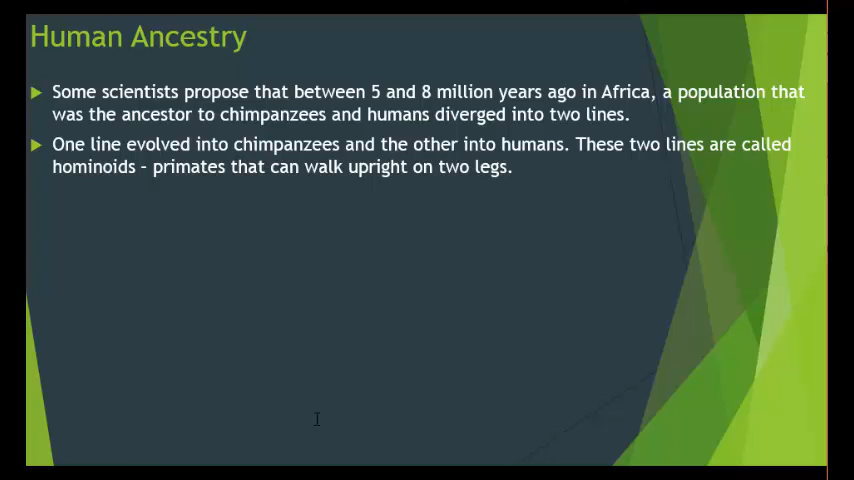 Human Ancestry
Some scientists propose that between 5 and 8 million years ago in Africa, a population that
was the ancestor to chimpanzees and humans diverged into two lines.
One line evolved into chimpanzees and the other into humans. These two lines are called
hominoids – primates that can walk upright on two legs.